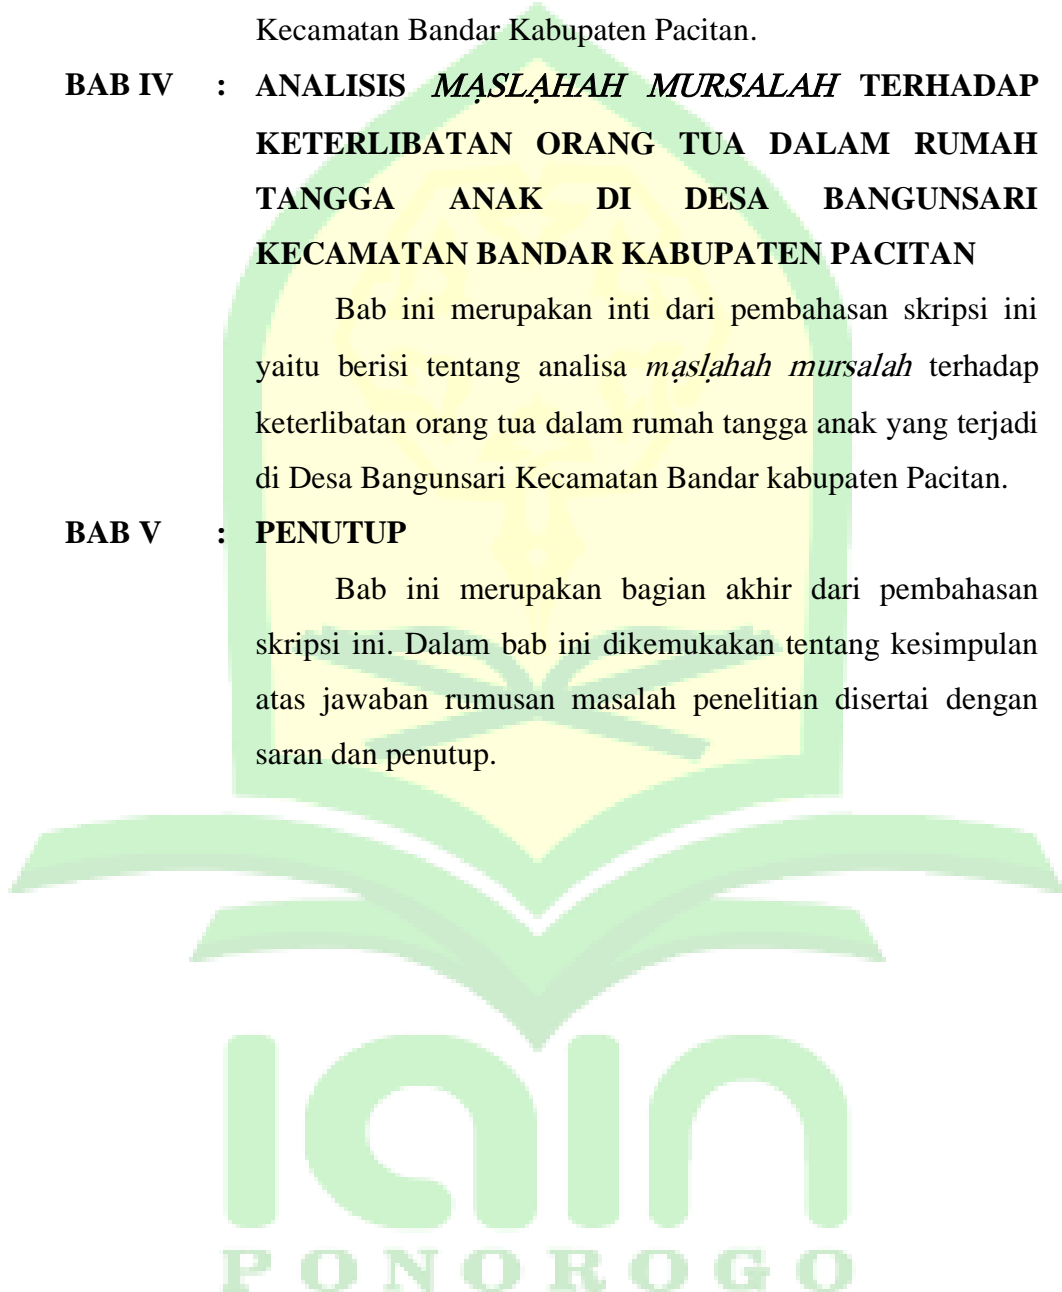 Kecamatan Bandar Kabupaten Pacitan.
BAB IV : ANALISIS MẠSLẠHAH MURSALAH TERHADAP
KETERLIBATAN ORANG TUA DALAM RUMAH
TANGGA ANAK DI DESA BANGUNSARI
KECAMATAN BANDAR KABUPATEN PACITAN
Bab ini merupakan inti dari pembahasan skripsi ini
yaitu berisi tentang analisa mạslạhah mursalah terhadap
keterlibatan orang tua dalam rumah tangga anak yang terjadi
di Desa Bangunsari Kecamatan Bandar kabupaten Pacitan.
BAB V : PENUTUP
Bab ini merupakan bagian akhir dari pembahasan
skripsi ini. Dalam bab ini dikemukakan tentang kesimpulan
atas jawaban rumusan masalah penelitian disertai dengan
saran dan penutup.
iain
PONOROGO